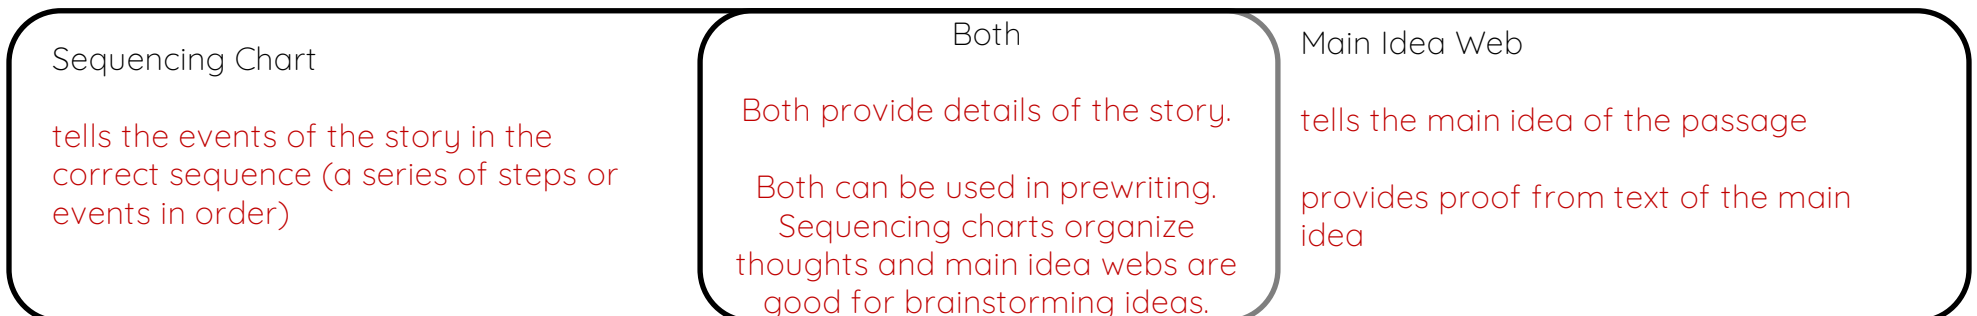 Sequencing Chart
tells the events of the story in the
correct sequence (a series of steps or
events in order)
Both
Both provide details of the story.
Both can be used in prewriting.
Sequencing charts organize
thoughts and main idea webs are
good for brainstorming ideas.
Main Idea Web
tells the main idea of the passage
provides proof from text of the main
idea